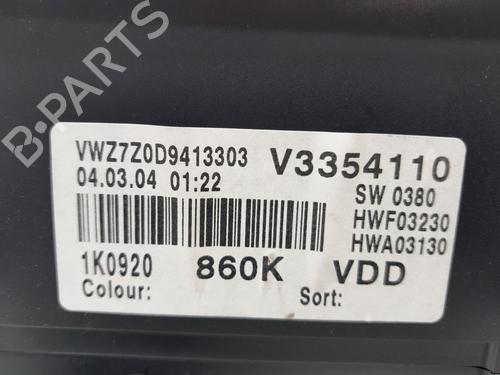 B-PARTS
VWZ7Z0D9413303 V3354110
04.03.04 01:22 SW 0380
HWF03230
HWA03130
1K0920 860K VDD
Colour: Sort: